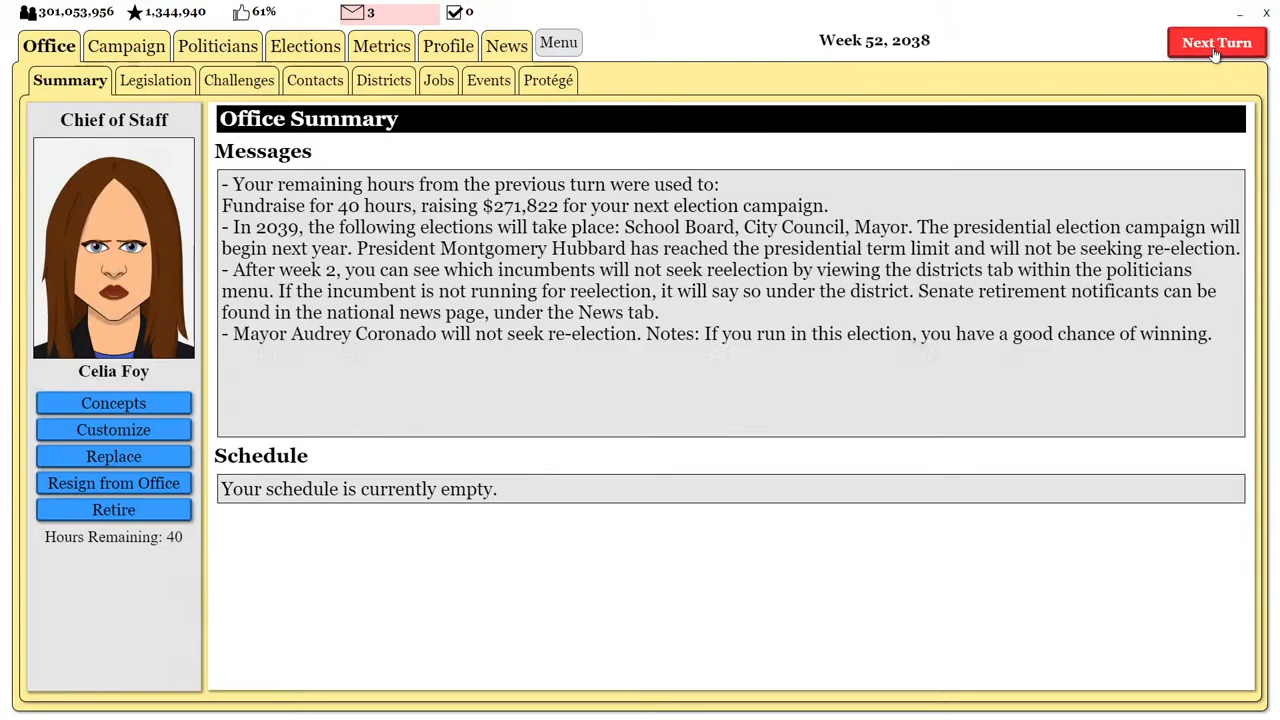 301,053,956 1,344,940 61% 3 0
_ X
Office Campaign Politicians Elections Metrics Profile News Menu Week 52, 2038 Next Turn
Summary Legislation Challenges Contacts Districts Jobs Events Protégé
Chief of Staff
Celia Foy
Concepts
Customize
Replace
Resign from Office
Retire
Hours Remaining: 40
Office Summary
Messages
- Your remaining hours from the previous turn were used to:
Fundraise for 40 hours, raising $271,822 for your next election campaign.
- In 2039, the following elections will take place: School Board, City Council, Mayor. The presidential election campaign will
begin next year. President Montgomery Hubbard has reached the presidential term limit and will not be seeking re-election.
- After week 2, you can see which incumbents will not seek reelection by viewing the districts tab within the politicians
menu. If the incumbent is not running for reelection, it will say so under the district. Senate retirement notificants can be
found in the national news page, under the News tab.
- Mayor Audrey Coronado will not seek re-election. Notes: If you run in this election, you have a good chance of winning.
Schedule
Your schedule is currently empty.